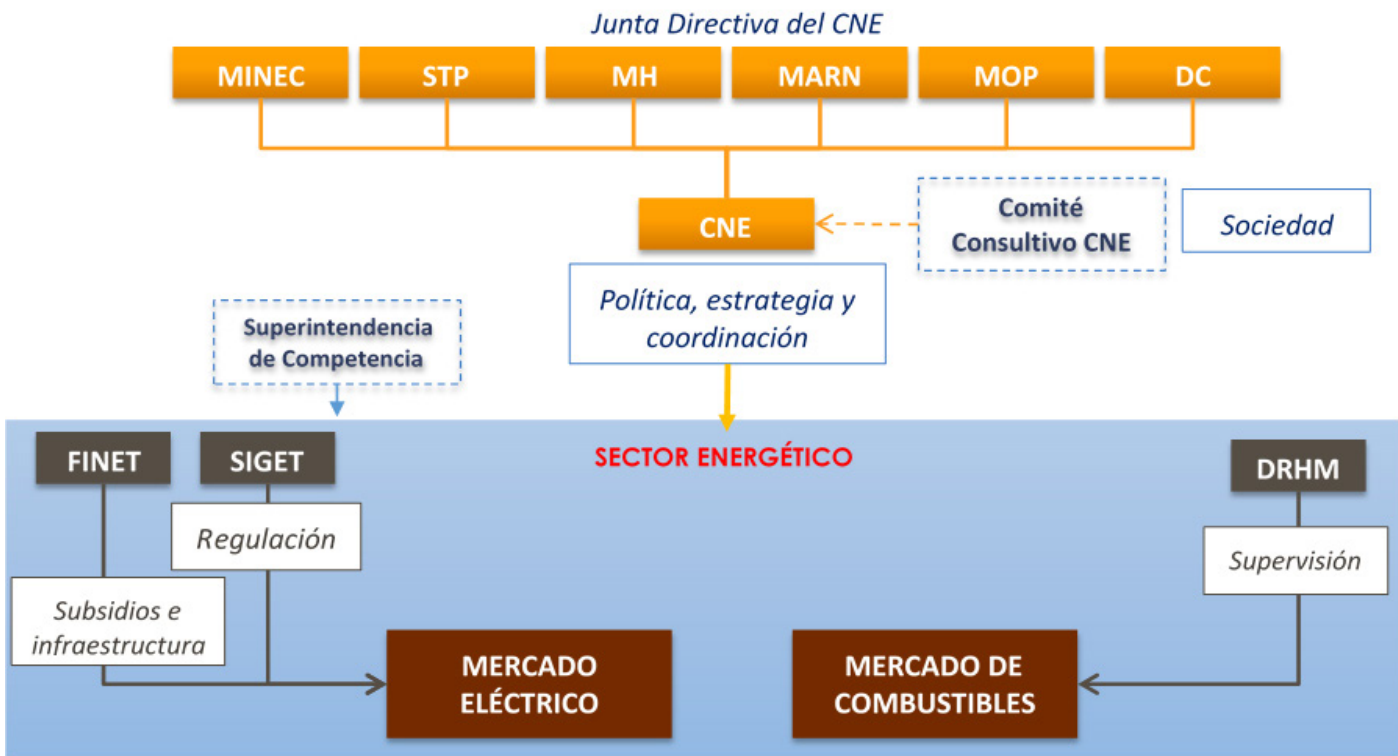 Junta Directiva del CNE
MINEC
STP
MH
MARN
MOP
DC
CNE
Comité
Consultivo CNE
Sociedad
Política, estrategia y
coordinación
Superintendencia
de Competencia
SECTOR ENERGÉTICO
FINET
SIGET
DRHM
Regulación
Supervisión
Subsidios e
infraestructura
MERCADO
ELÉCTRICO
MERCADO DE
COMBUSTIBLES